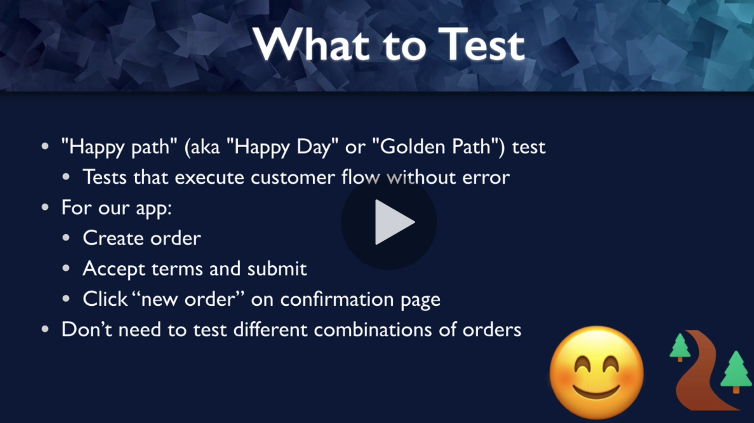 What to Test
• "Happy path" (aka "Happy Day" or "Golden Path") test
• Tests that execute customer flow without error
• For our app:
• Create order
• Accept terms and submit
• Click “new order” on confirmation page
• Don’t need to test different combinations of orders